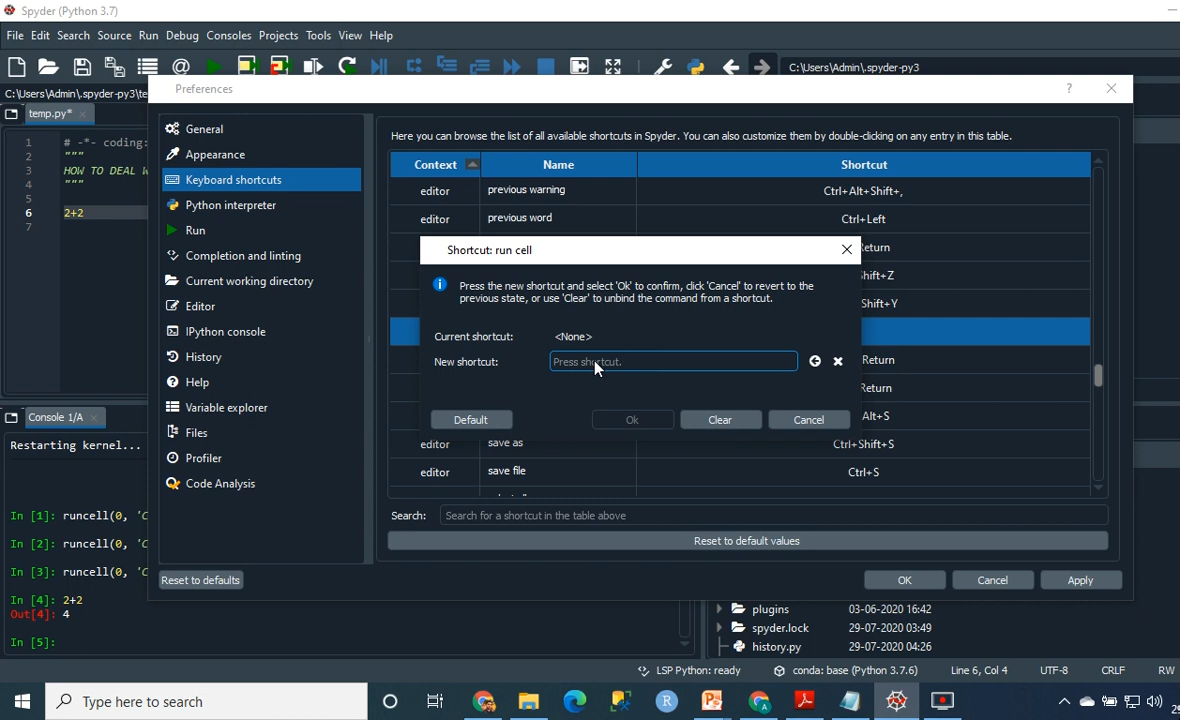 Spyder (Python 3.7)
File Edit Search Source Run Debug Consoles Projects Tools View Help
C:\Users\Admin\.spyder-py3
C:\Users\Admin\.spyder-py3\te
Preferences
temp.py*
1 # -*- coding:
2 """
3 HOW TO DEAL
4 """
5
6 2+2
7
General
Appearance
Keyboard shortcuts
Python interpreter
Run
Completion and linting
Current working directory
Editor
IPython console
History
Help
Variable explorer
Files
Profiler
Code Analysis
Here you can browse the list of all available shortcuts in Spyder. You can also customize them by double-clicking on any entry in this table.
Context Name Shortcut
editor previous warning Ctrl+Alt+Shift+,
editor previous word Ctrl+Left
Shortcut: run cell
Press the new shortcut and select 'Ok' to confirm, click 'Cancel' to revert to the
previous state, or use 'Clear' to unbind the command from a shortcut.
Current shortcut: <None>
New shortcut: Press shortcut.
Default Ok Clear Cancel
Return
Shift+Z
Shift+Y
Return
Return
Alt+S
editor save as Ctrl+Shift+S
editor save file Ctrl+S
Search: Search for a shortcut in the table above
Reset to default values
Reset to defaults OK Cancel Apply
Console 1/A
Restarting kernel...
In [1]: runcell(0, 'C
In [2]: runcell(0, 'C
In [3]: runcell(0, 'C
In [4]: 2+2
Out[4]: 4
In [5]:
plugins 03-06-2020 16:42
spyder.lock 29-07-2020 03:49
history.py 29-07-2020 04:26
LSP Python: ready conda: base (Python 3.7.6) Line 6, Col 4 UTF-8 CRLF RW
Type here to search